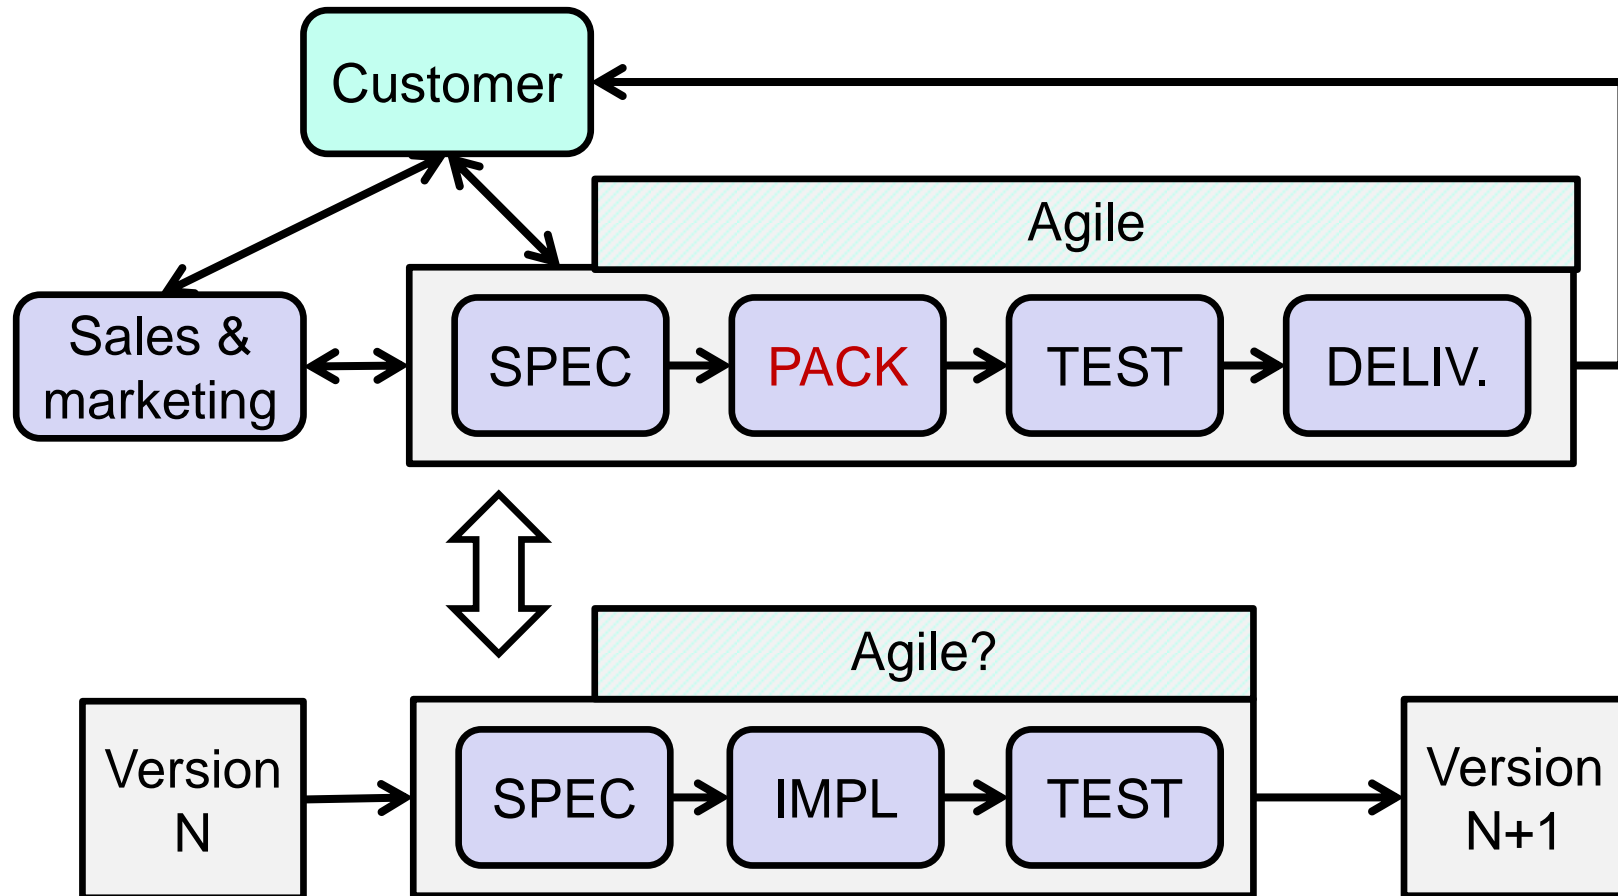 Customer
Agile
Sales &
marketing
SPEC
PACK
TEST
DELIV.
Agile?
Version
N
SPEC
IMPL
TEST
Version
N+1